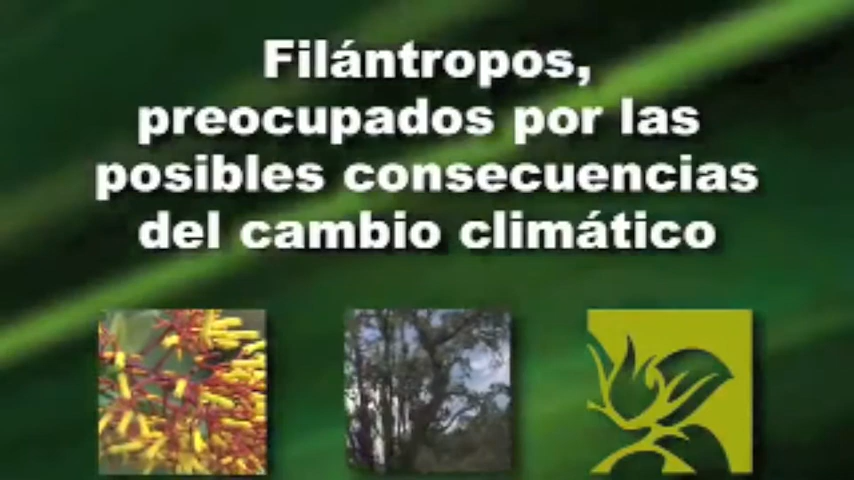 Filántropos,
preocupados por las
posibles consecuencias
del cambio climático